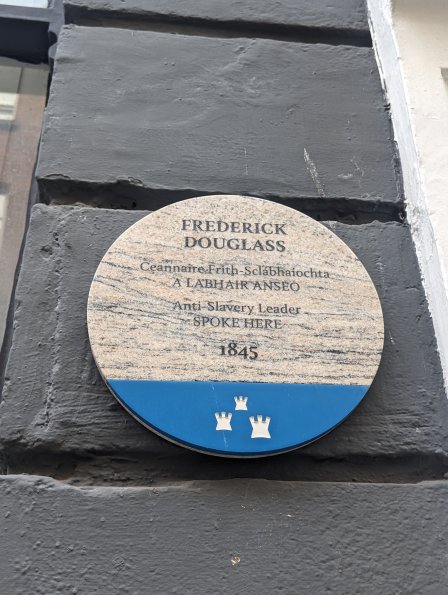 FREDERICK
DOUGLASS
Ceannaire Frith-Sclábhaíochta
A LABHAIR ANSEO
Anti-Slavery Leader
SPOKE HERE
1845